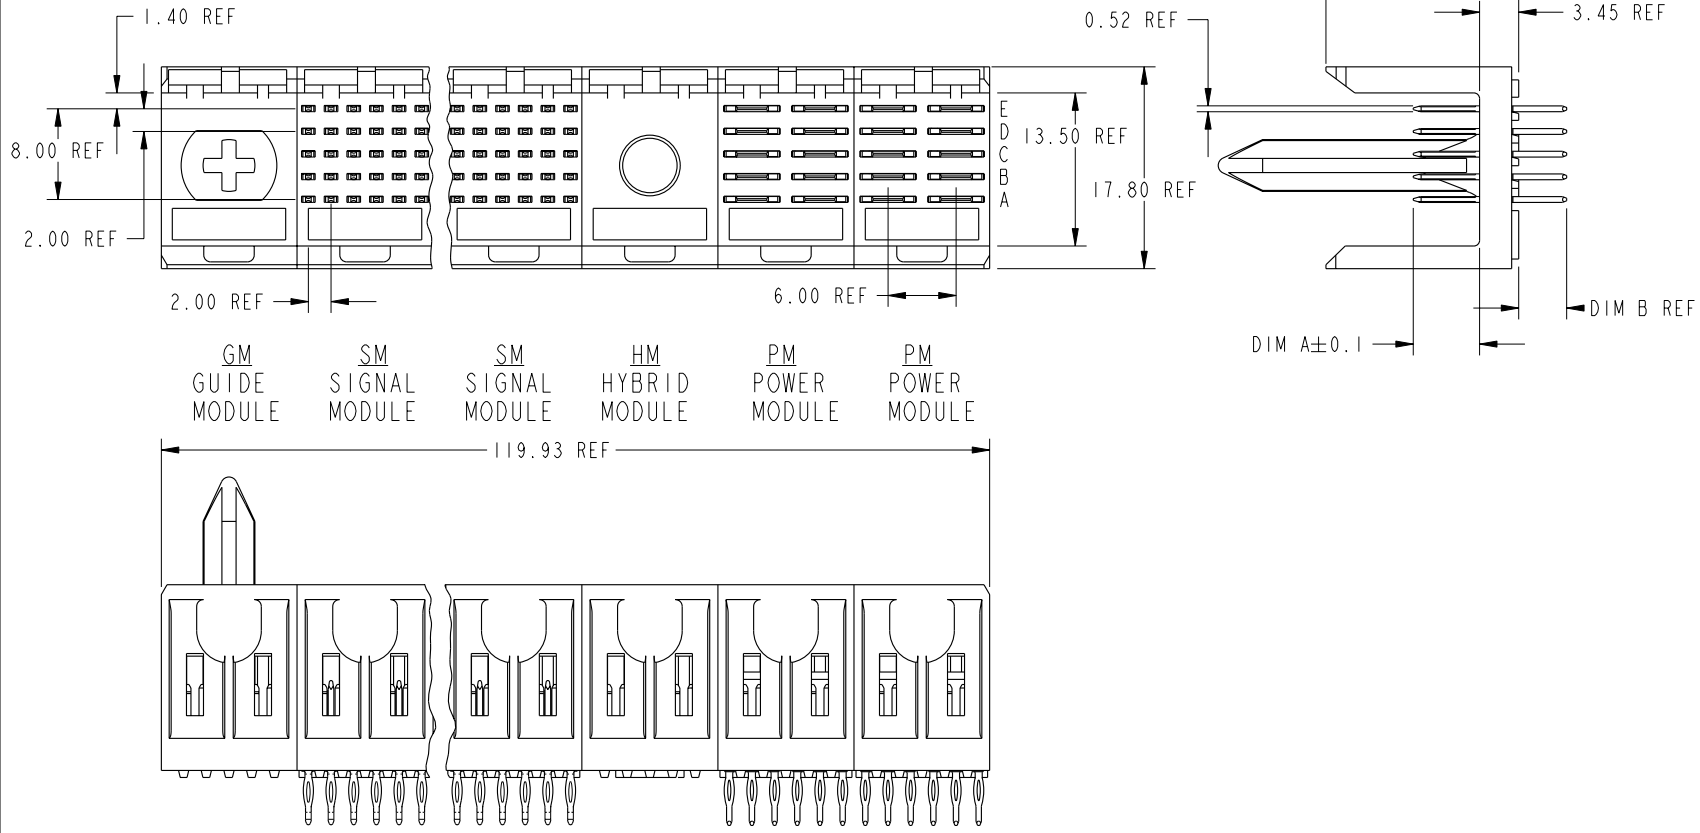 1.40 REF
0.52 REF
3.45 REF
8.00 REF
E
D
C
B
A
13.50 REF
17.80 REF
2.00 REF
2.00 REF
6.00 REF
DIM B REF
DIM A±0.1
GM
GUIDE
MODULE
SM
SIGNAL
MODULE
SM
SIGNAL
MODULE
HM
HYBRID
MODULE
PM
POWER
MODULE
PM
POWER
MODULE
119.93 REF